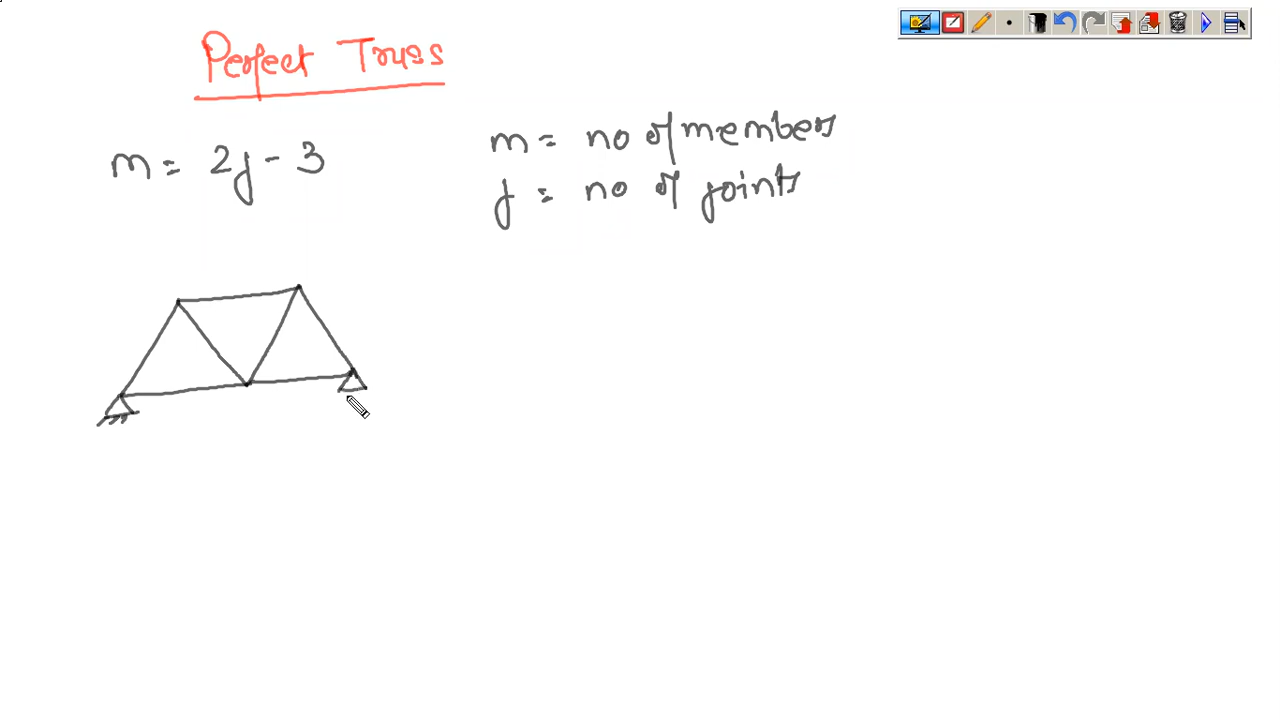 Perfect Truss
m = 2j - 3
m = no of members
j = no of joints